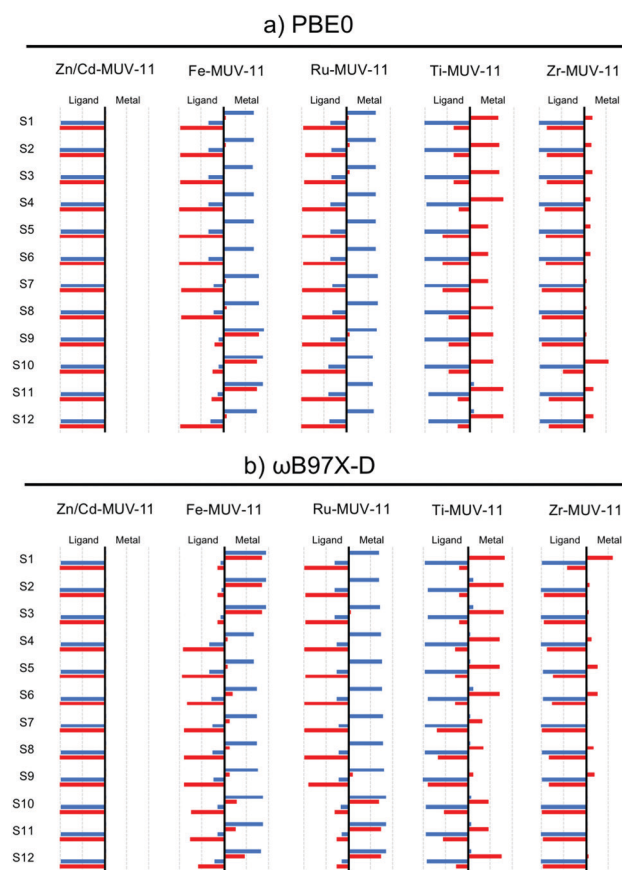 a) PBE0
Zn/Cd-MUV-11 Fe-MUV-11 Ru-MUV-11 Ti-MUV-11 Zr-MUV-11
Ligand Metal Ligand Metal Ligand Metal Ligand Metal Ligand Metal
S1
S2
S3
S4
S5
S6
S7
S8
S9
S10
S11
S12
b) ωB97X-D
Zn/Cd-MUV-11 Fe-MUV-11 Ru-MUV-11 Ti-MUV-11 Zr-MUV-11
Ligand Metal Ligand Metal Ligand Metal Ligand Metal Ligand Metal
S1
S2
S3
S4
S5
S6
S7
S8
S9
S10
S11
S12